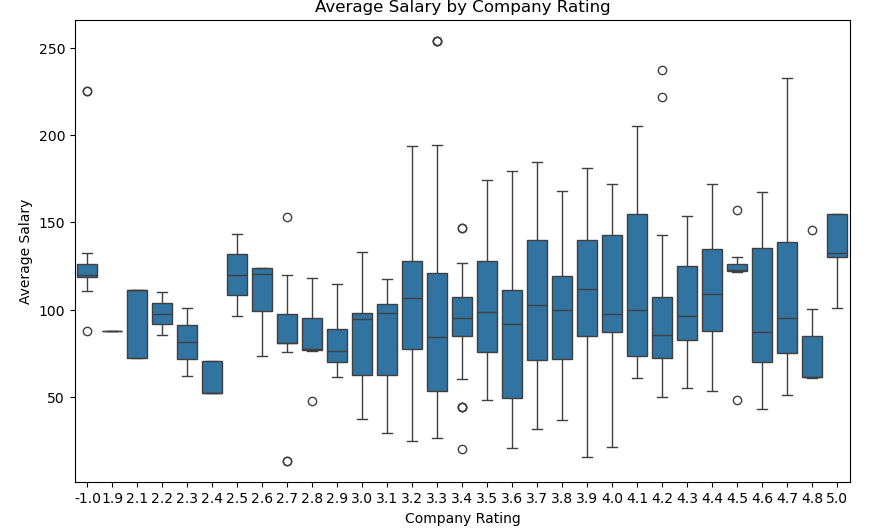 Average Salary by Company Rating
250
200
150
100
50
Average Salary
-1.0 1.9 2.1 2.2 2.3 2.4 2.5 2.6 2.7 2.8 2.9 3.0 3.1 3.2 3.3 3.4 3.5 3.6 3.7 3.8 3.9 4.0 4.1 4.2 4.3 4.4 4.5 4.6 4.7 4.8 5.0
Company Rating